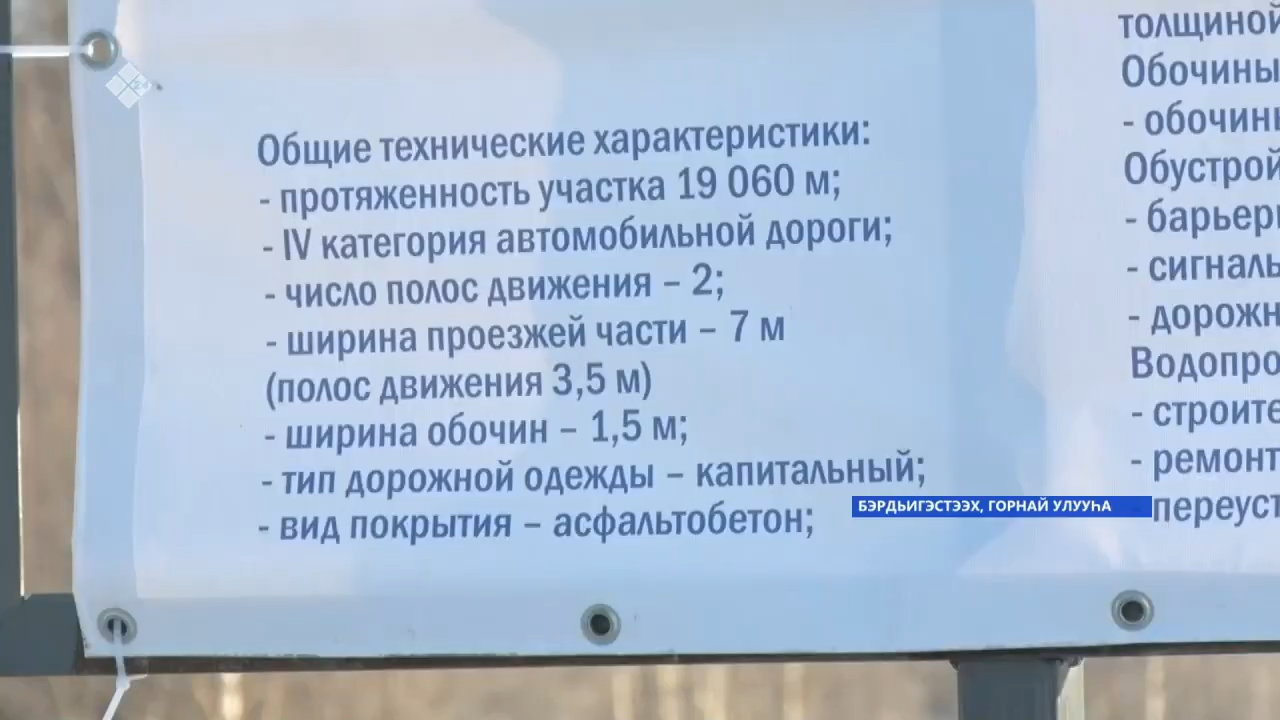 Общие технические характеристики:
- протяженность участка 19 060 м;
- IV категория автомобильной дороги;
- число полос движения – 2;
- ширина проезжей части – 7 м
(полос движения 3,5 м)
- ширина обочин – 1,5 м;
- тип дорожной одежды – капитальный;
- вид покрытия – асфальтобетон;
толщиной
Обочины
- обочин
Обустрой
- барьер
- сигналь
- дорожн
Водопро
- строите
- ремонт
- переуст
БЭРДЬИГЭСТЭЭХ, ГОРНАЙ УЛУУҺА